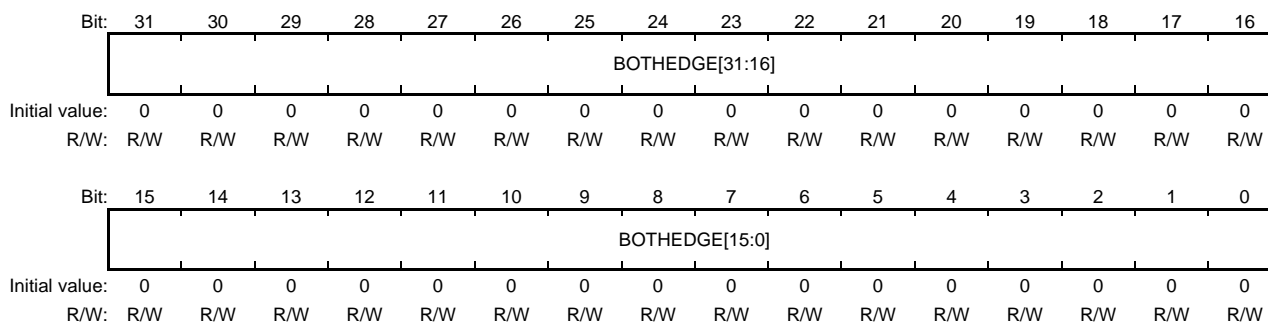 Bit: 31 30 29 28 27 26 25 24 23 22 21 20 19 18 17 16
BOTHEDGE[31:16]
Initial value: 0 0 0 0 0 0 0 0 0 0 0 0 0 0 0 0
R/W: R/W R/W R/W R/W R/W R/W R/W R/W R/W R/W R/W R/W R/W R/W R/W R/W
Bit: 15 14 13 12 11 10 9 8 7 6 5 4 3 2 1 0
BOTHEDGE[15:0]
Initial value: 0 0 0 0 0 0 0 0 0 0 0 0 0 0 0 0
R/W: R/W R/W R/W R/W R/W R/W R/W R/W R/W R/W R/W R/W R/W R/W R/W R/W